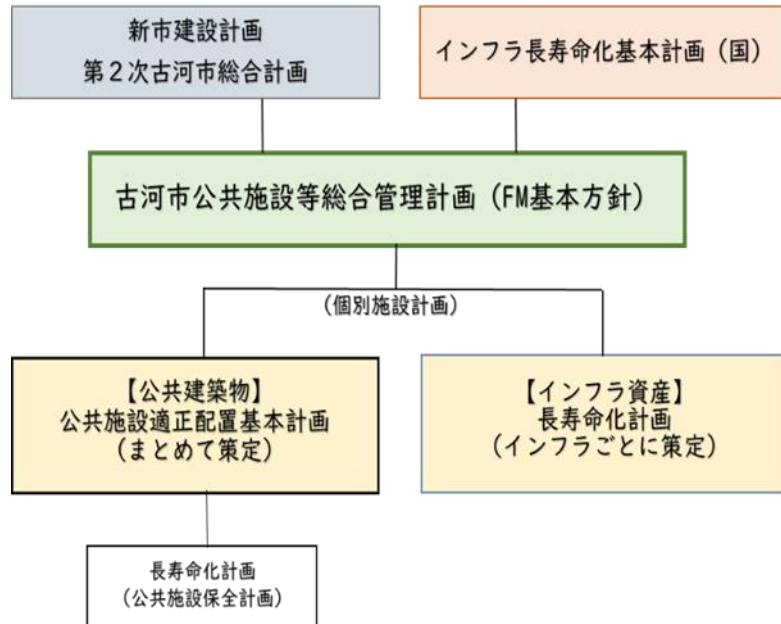 新市建設計画
第２次古河市総合計画
インフラ長寿命化基本計画（国）
古河市公共施設等総合管理計画（FM基本方針）
（個別施設計画）
【公共建築物】
公共施設適正配置基本計画
（まとめて策定）
【インフラ資産】
長寿命化計画
（インフラごとに策定）
長寿命化計画
（公共施設保全計画）